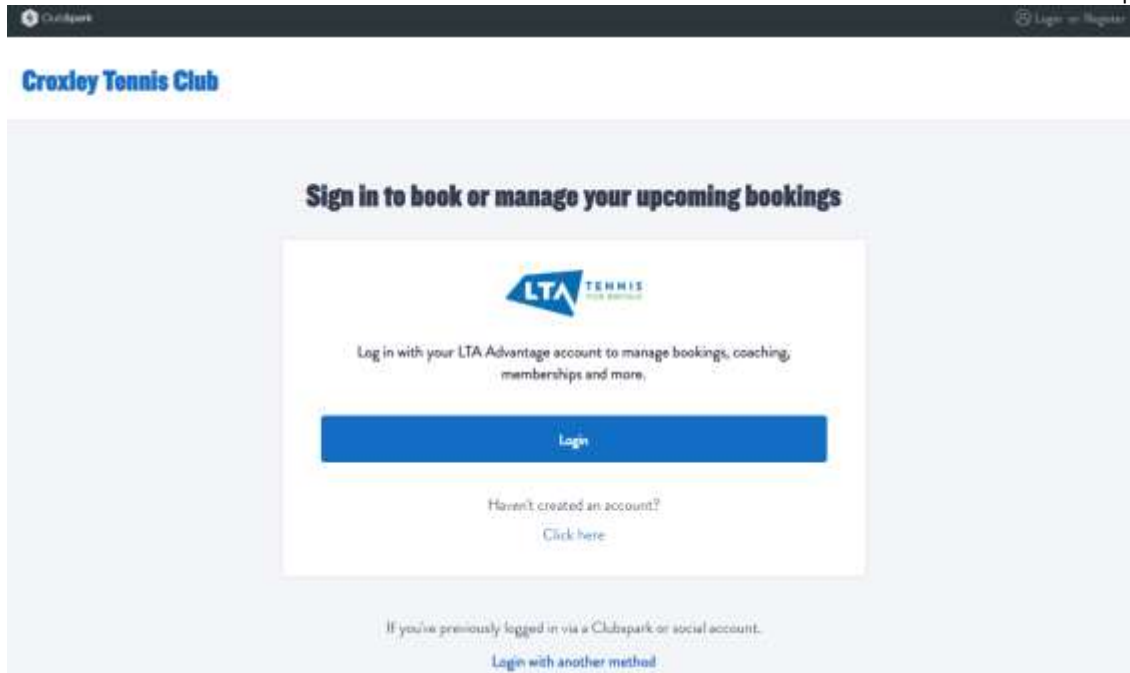 ClubSpark
Login or Register
Croxley Tennis Club
Sign in to book or manage your upcoming bookings
LTA TENNIS
FOR BRITAIN
Log in with your LTA Advantage account to manage bookings, coaching,
memberships and more.
Login
Haven't created an account?
Click here
If you've previously logged in via a Clubspark or social account.
Login with another method